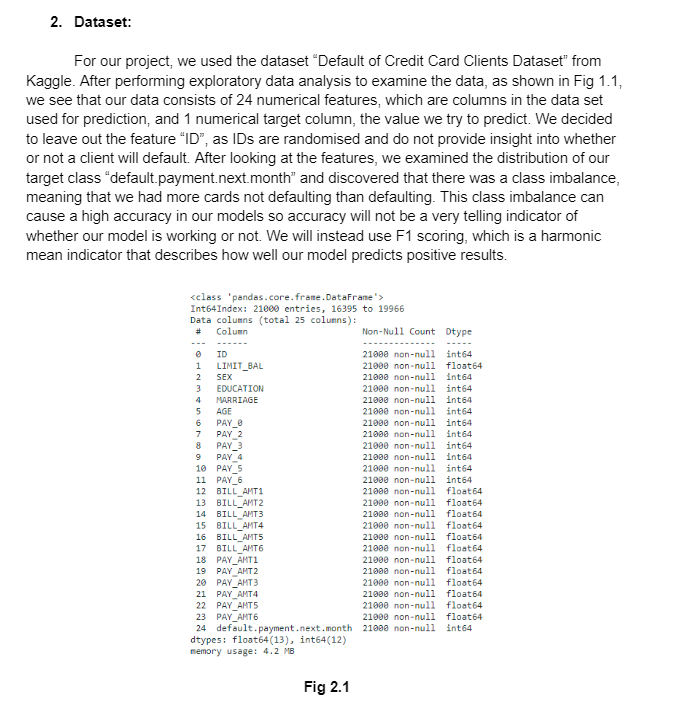 2. Dataset:
For our project, we used the dataset “Default of Credit Card Clients Dataset” from
Kaggle. After performing exploratory data analysis to examine the data, as shown in Fig 1.1,
we see that our data consists of 24 numerical features, which are columns in the data set
used for prediction, and 1 numerical target column, the value we try to predict. We decided
to leave out the feature “ID”, as IDs are randomised and do not provide insight into whether
or not a client will default. After looking at the features, we examined the distribution of our
target class “default.payment.next.month” and discovered that there was a class imbalance,
meaning that we had more cards not defaulting than defaulting. This class imbalance can
cause a high accuracy in our models so accuracy will not be a very telling indicator of
whether our model is working or not. We will instead use F1 scoring, which is a harmonic
mean indicator that describes how well our model predicts positive results.
<class 'pandas.core.frame.DataFrame'>
Int64Index: 21000 entries, 16395 to 19966
Data columns (total 25 columns):
# Column Non-Null Count Dtype
--- ------ -------------- -----
0 ID 21000 non-null int64
1 LIMIT_BAL 21000 non-null float64
2 SEX 21000 non-null int64
3 EDUCATION 21000 non-null int64
4 MARRIAGE 21000 non-null int64
5 AGE 21000 non-null int64
6 PAY_0 21000 non-null int64
7 PAY_2 21000 non-null int64
8 PAY_3 21000 non-null int64
9 PAY_4 21000 non-null int64
10 PAY_5 21000 non-null int64
11 PAY_6 21000 non-null int64
12 BILL_AMT1 21000 non-null float64
13 BILL_AMT2 21000 non-null float64
14 BILL_AMT3 21000 non-null float64
15 BILL_AMT4 21000 non-null float64
16 BILL_AMT5 21000 non-null float64
17 BILL_AMT6 21000 non-null float64
18 PAY_AMT1 21000 non-null float64
19 PAY_AMT2 21000 non-null float64
20 PAY_AMT3 21000 non-null float64
21 PAY_AMT4 21000 non-null float64
22 PAY_AMT5 21000 non-null float64
23 PAY_AMT6 21000 non-null float64
24 default.payment.next.month 21000 non-null int64
dtypes: float64(13), int64(12)
memory usage: 4.2 MB
Fig 2.1